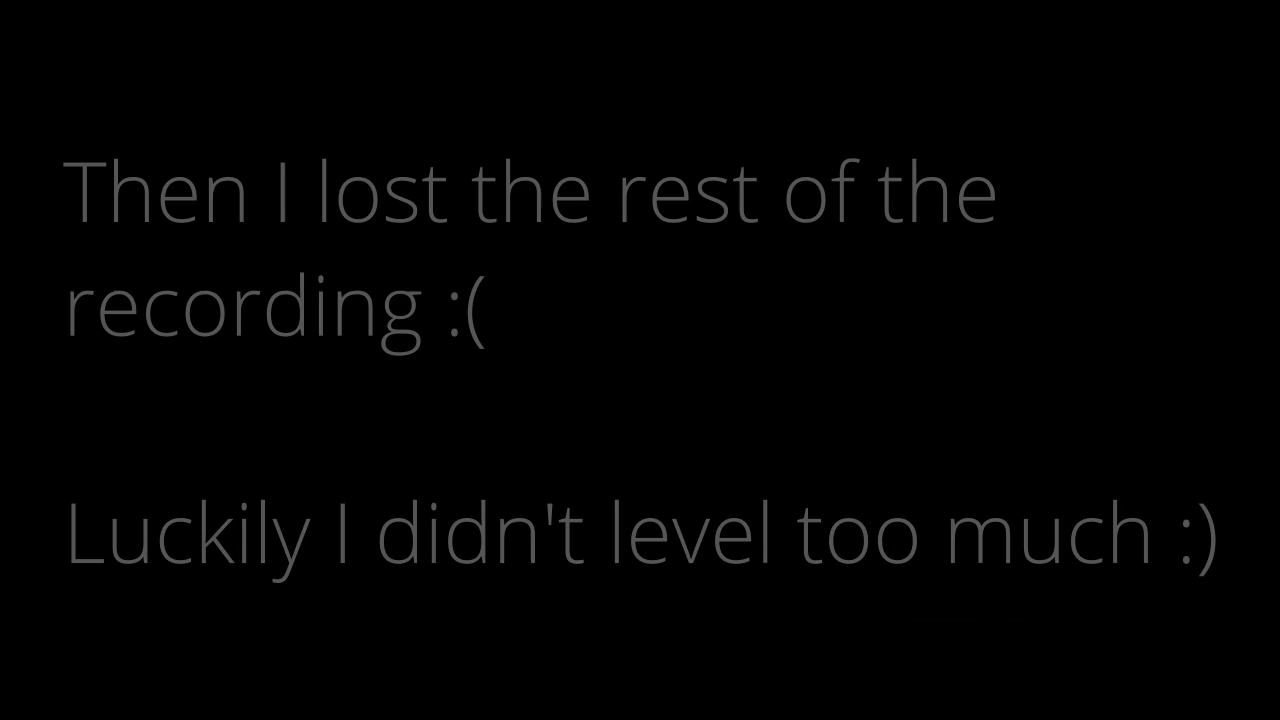 Then I lost the rest of the
recording :(
Luckily I didn't level too much :)